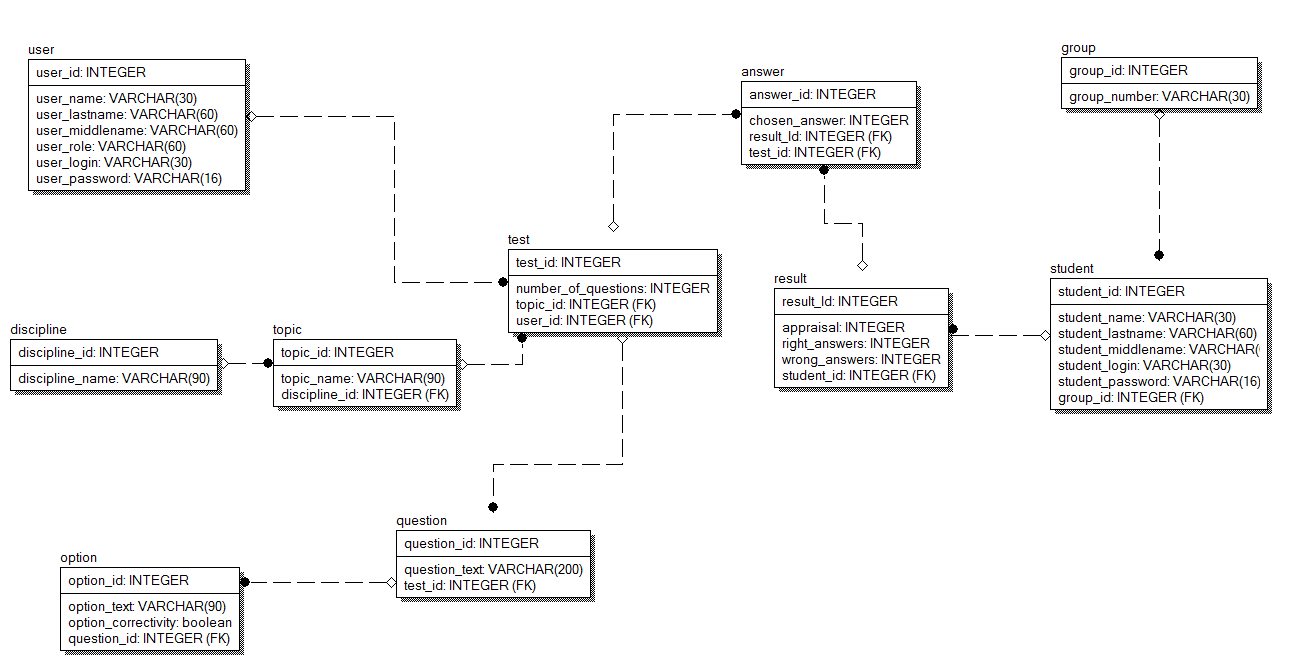 user
user_id: INTEGER
user_name: VARCHAR(30)
user_lastname: VARCHAR(60)
user_middlename: VARCHAR(60)
user_role: VARCHAR(60)
user_login: VARCHAR(30)
user_password: VARCHAR(16)
answer
answer_id: INTEGER
chosen_answer: INTEGER
result_Id: INTEGER (FK)
test_id: INTEGER (FK)
group
group_id: INTEGER
group_number: VARCHAR(30)
test
test_id: INTEGER
number_of_questions: INTEGER
topic_id: INTEGER (FK)
user_id: INTEGER (FK)
result
result_Id: INTEGER
appraisal: INTEGER
right_answers: INTEGER
wrong_answers: INTEGER
student_id: INTEGER (FK)
student
student_id: INTEGER
student_name: VARCHAR(30)
student_lastname: VARCHAR(60)
student_middlename: VARCHAR(
student_login: VARCHAR(30)
student_password: VARCHAR(16)
group_id: INTEGER (FK)
discipline
discipline_id: INTEGER
discipline_name: VARCHAR(90)
topic
topic_id: INTEGER
topic_name: VARCHAR(90)
discipline_id: INTEGER (FK)
question
question_id: INTEGER
question_text: VARCHAR(200)
test_id: INTEGER (FK)
option
option_id: INTEGER
option_text: VARCHAR(90)
option_correctivity: boolean
question_id: INTEGER (FK)